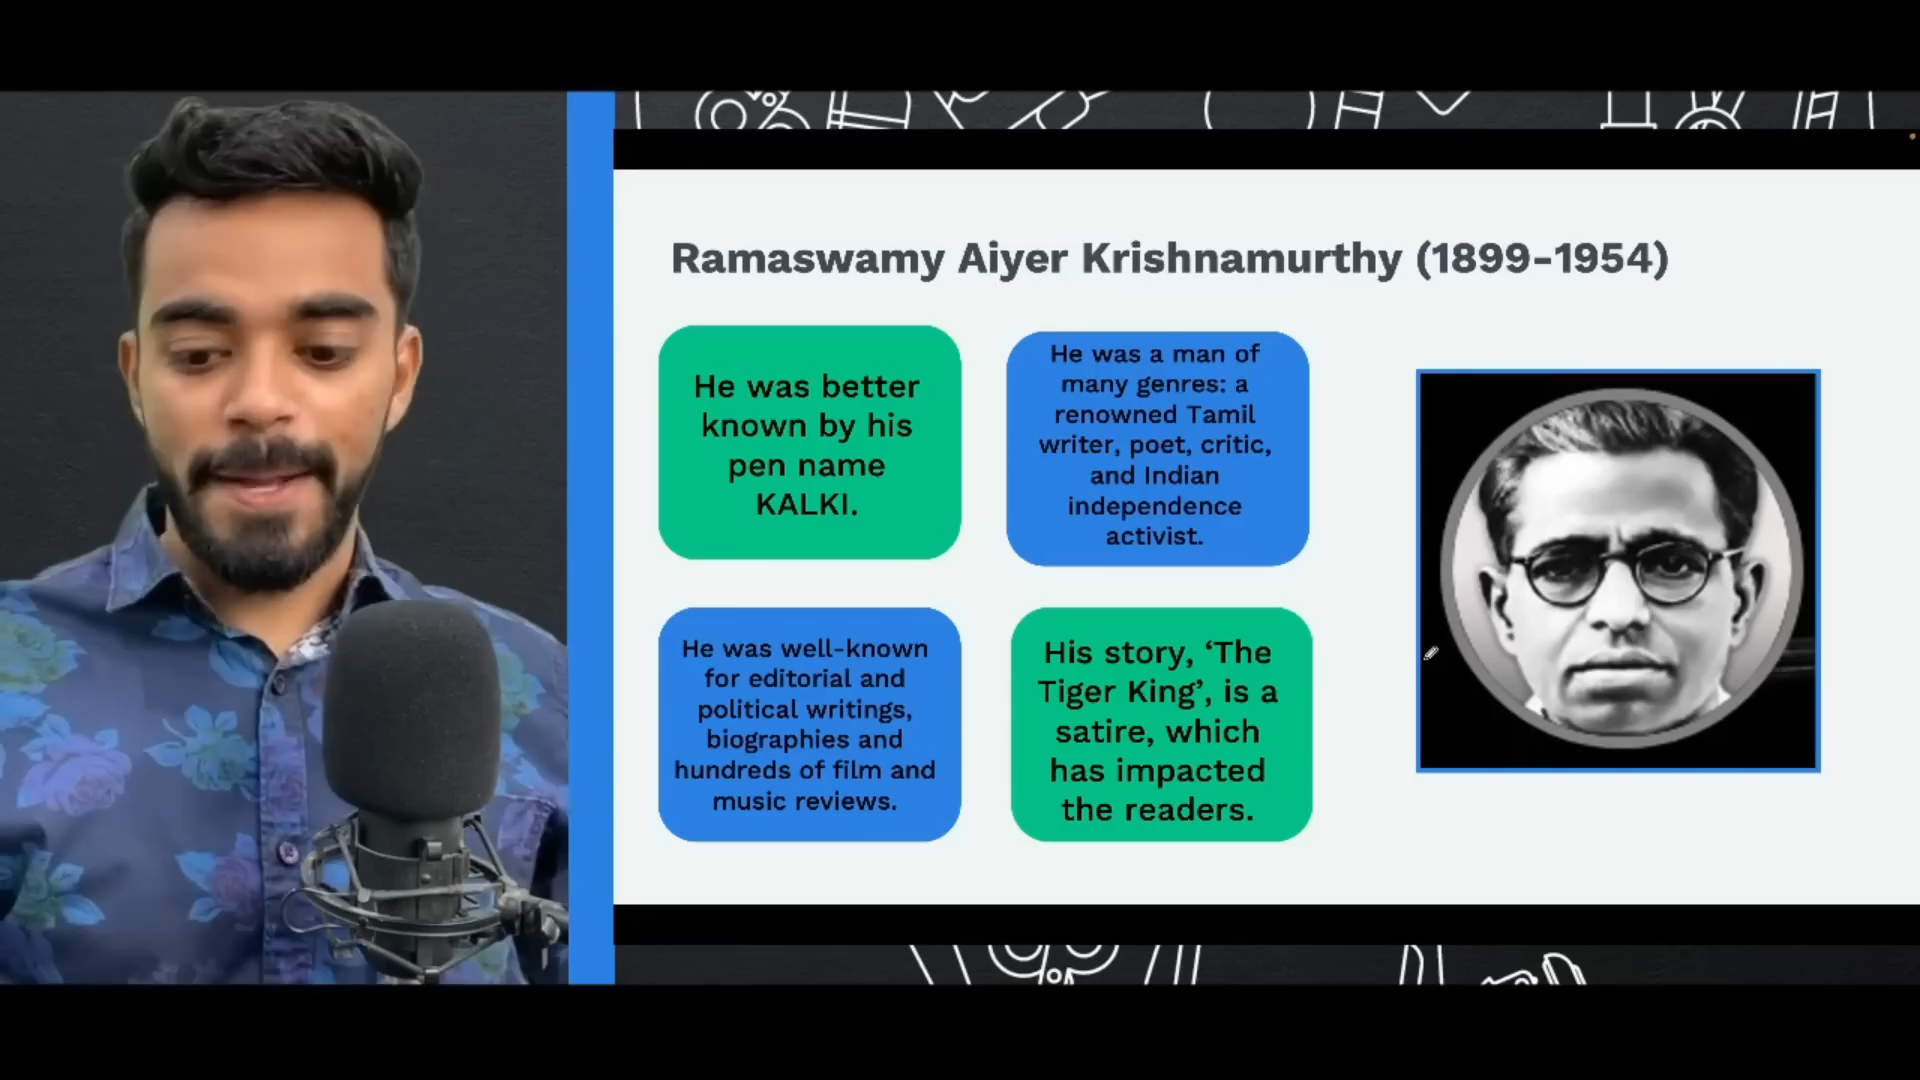 Ramaswamy Aiyer Krishnamurthy (1899-1954)
He was better
known by his
pen name
KALKI.
He was a man of
many genres: a
renowned Tamil
writer, poet, critic,
and Indian
independence
activist.
He was well-known
for editorial and
political writings,
biographies and
hundreds of film and
music reviews.
His story, ‘The
Tiger King’, is a
satire, which
has impacted
the readers.